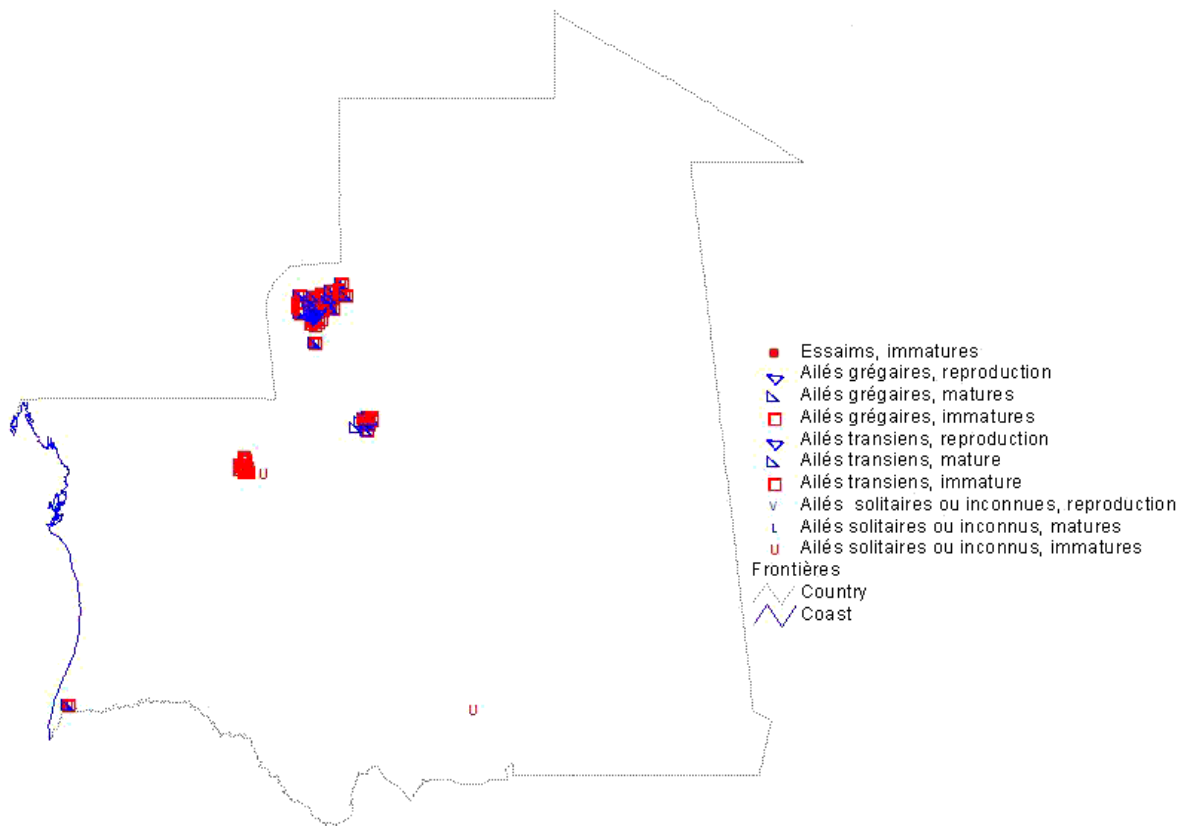 U
U
Essaims, immatures
Ailés grégaires, reproduction
Ailés grégaires, matures
Ailés grégaires, immatures
Ailés transiens, reproduction
Ailés transiens, mature
Ailés transiens, immature
V Ailés solitaires ou inconnues, reproduction
L Ailés solitaires ou inconnus, matures
U Ailés solitaires ou inconnus, immatures
Frontières
Country
Coast